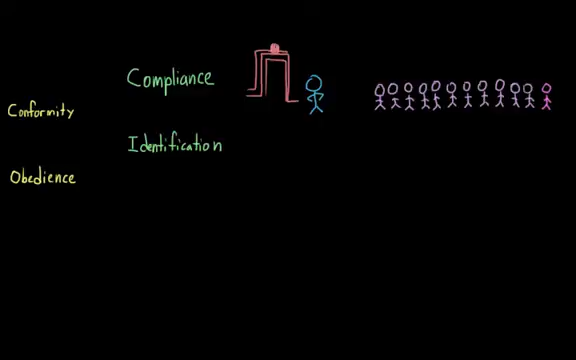 Compliance
Conformity
Identification
Obedience